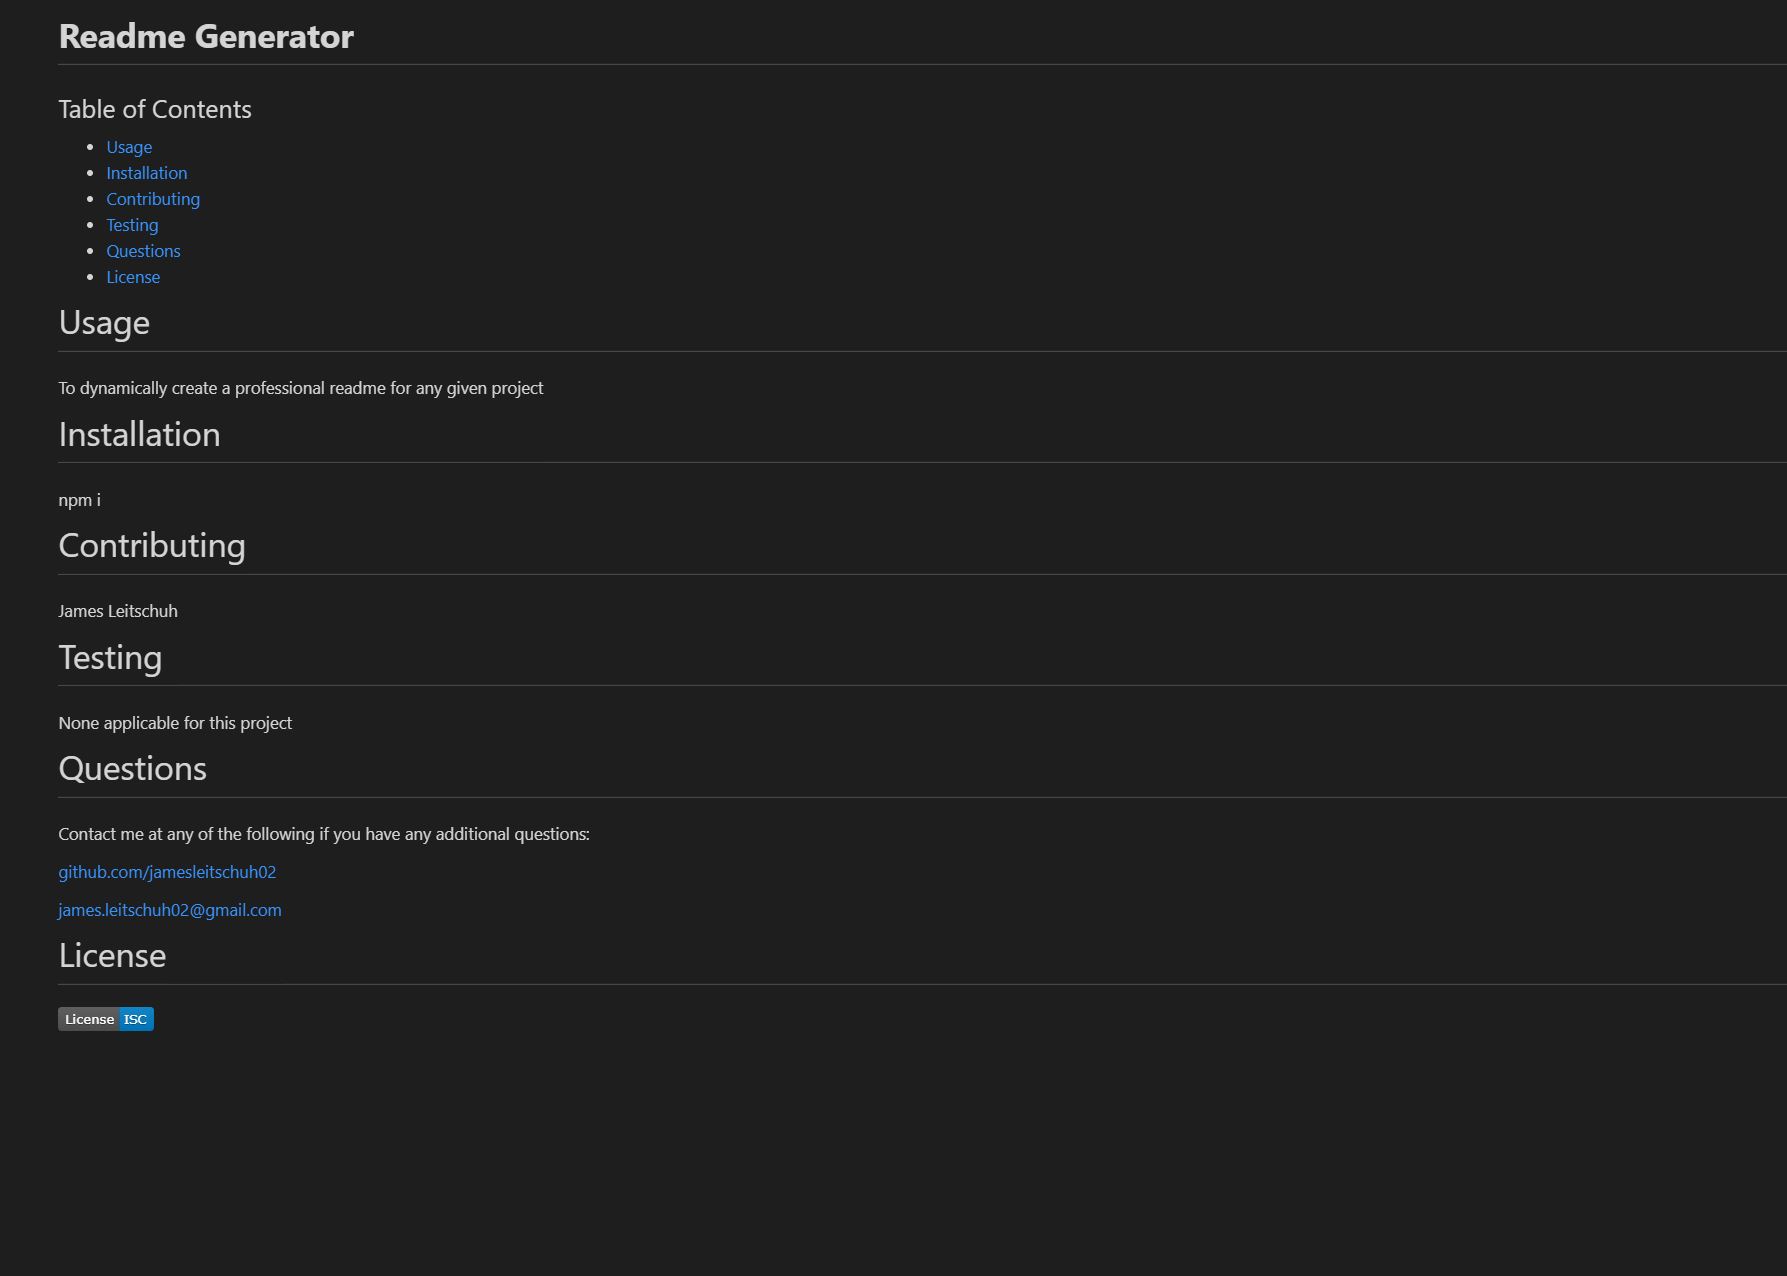 Readme Generator
Table of Contents
Usage
Installation
Contributing
Testing
Questions
License
Usage
To dynamically create a professional readme for any given project
Installation
npm i
Contributing
James Leitschuh
Testing
None applicable for this project
Questions
Contact me at any of the following if you have any additional questions:
github.com/jamesleitschuh02
james.leitschuh02@gmail.com
License
License ISC